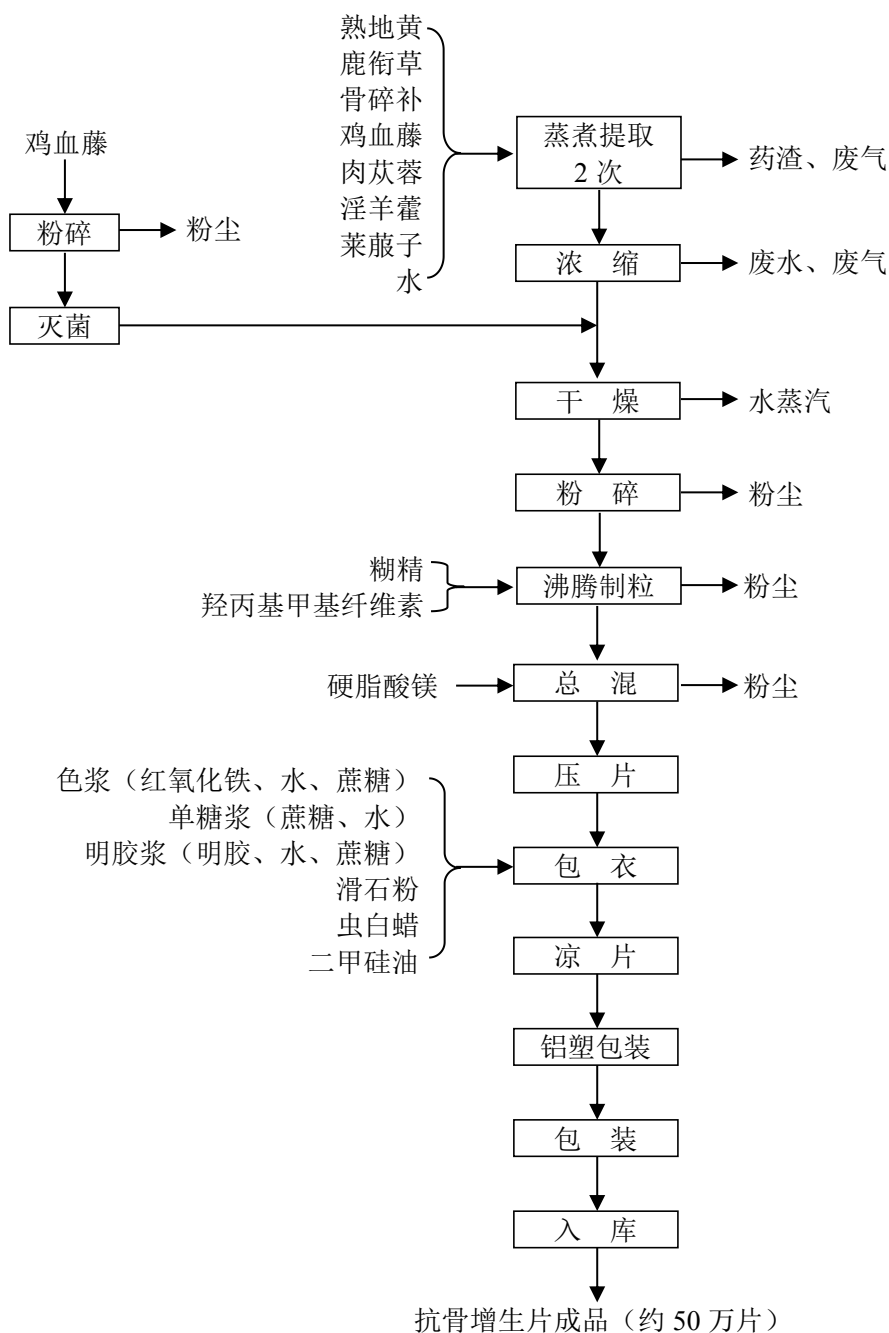 熟地黄
鹿衔草
骨碎补
鸡血藤
肉苁蓉
淫羊藿
莱菔子
水
蒸煮提取
2 次
药渣、废气
鸡血藤
粉碎
粉尘
灭菌
浓 缩
废水、废气
干 燥
水蒸汽
粉 碎
粉尘
糊精
羟丙基甲基纤维素
沸腾制粒
粉尘
硬脂酸镁
总 混
粉尘
压 片
色浆（红氧化铁、水、蔗糖）
单糖浆（蔗糖、水）
明胶浆（明胶、水、蔗糖）
滑石粉
虫白蜡
二甲硅油
包 衣
凉 片
铝塑包装
包 装
入 库
抗骨增生片成品（约 50 万片）